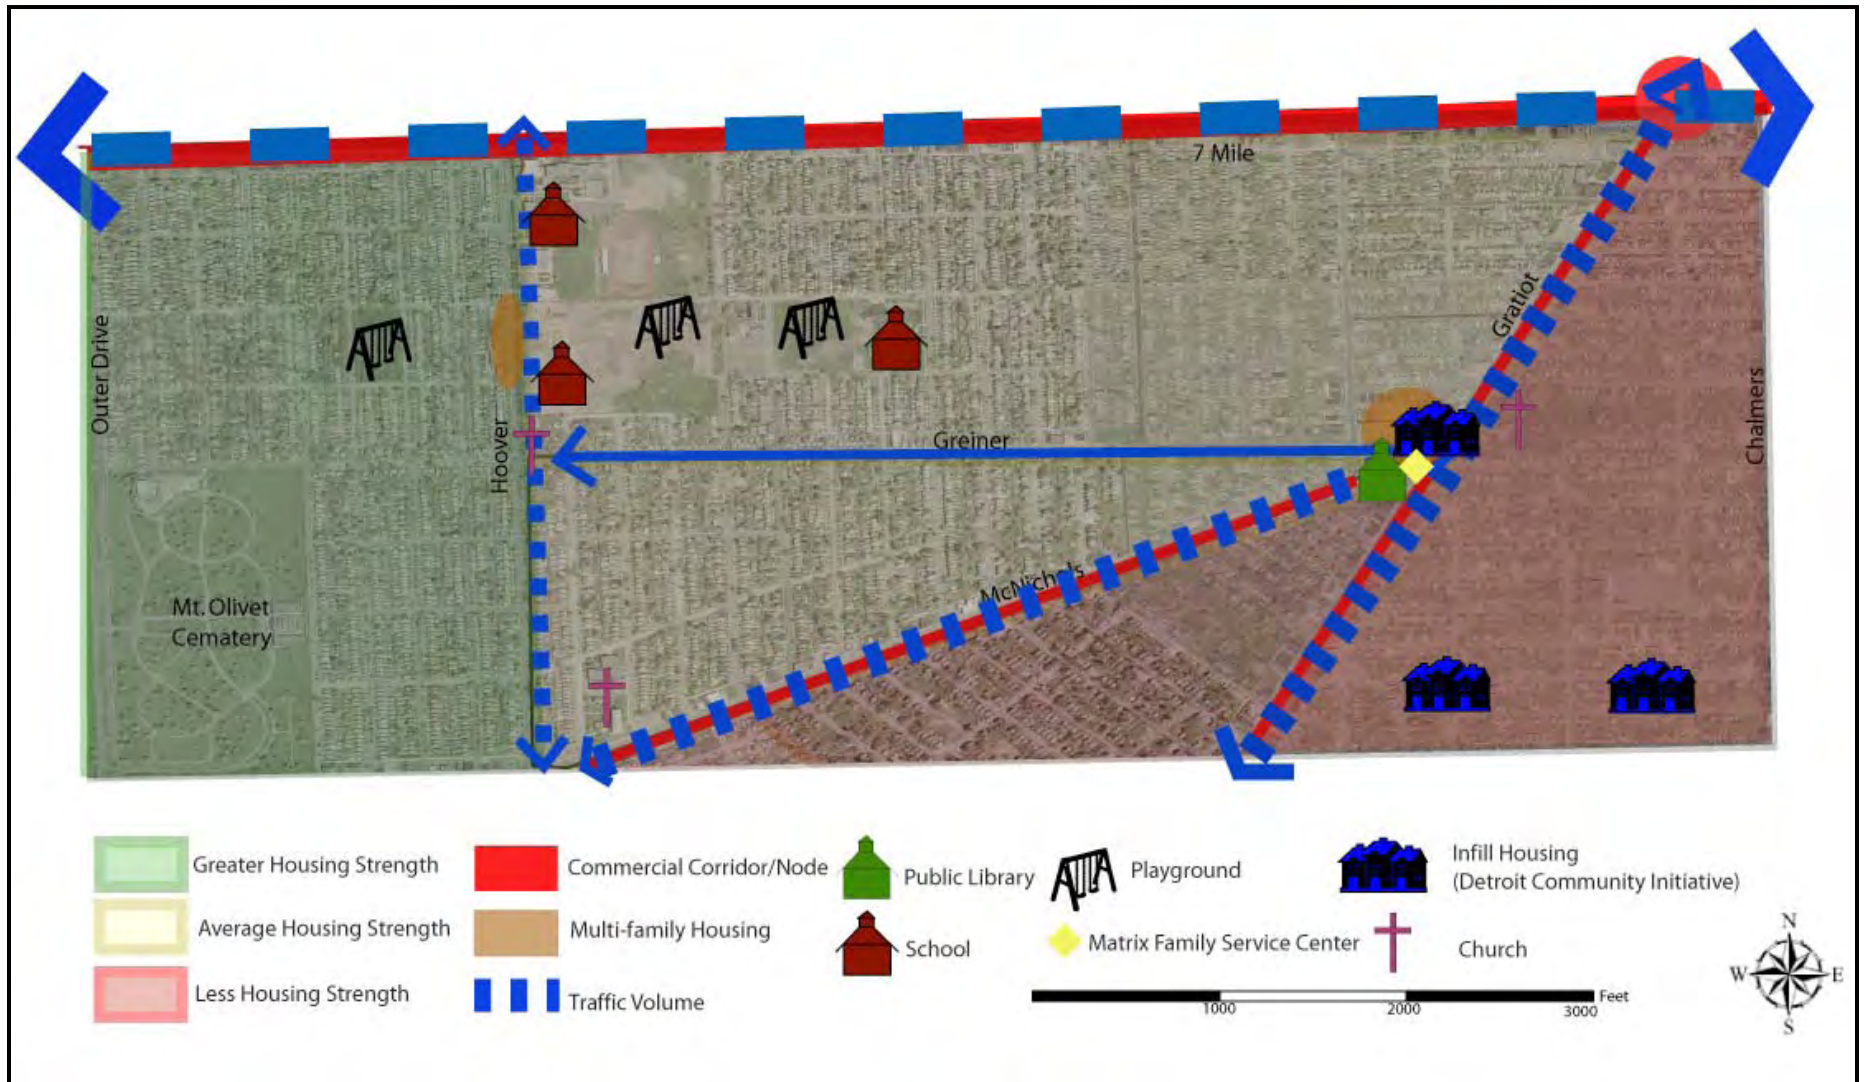 7 Mile
Outer Drive
Hoover
Greiner
Gratiot
Chalmers
McNichols
Mt. Olivet
Cematery
Greater Housing Strength
Average Housing Strength
Less Housing Strength
Commercial Corridor/Node
Multi-family Housing
Traffic Volume
Public Library
School
Playground
Matrix Family Service Center
Infill Housing
(Detroit Community Initiative)
Church
1000
2000
3000
Feet
N
W
E
S